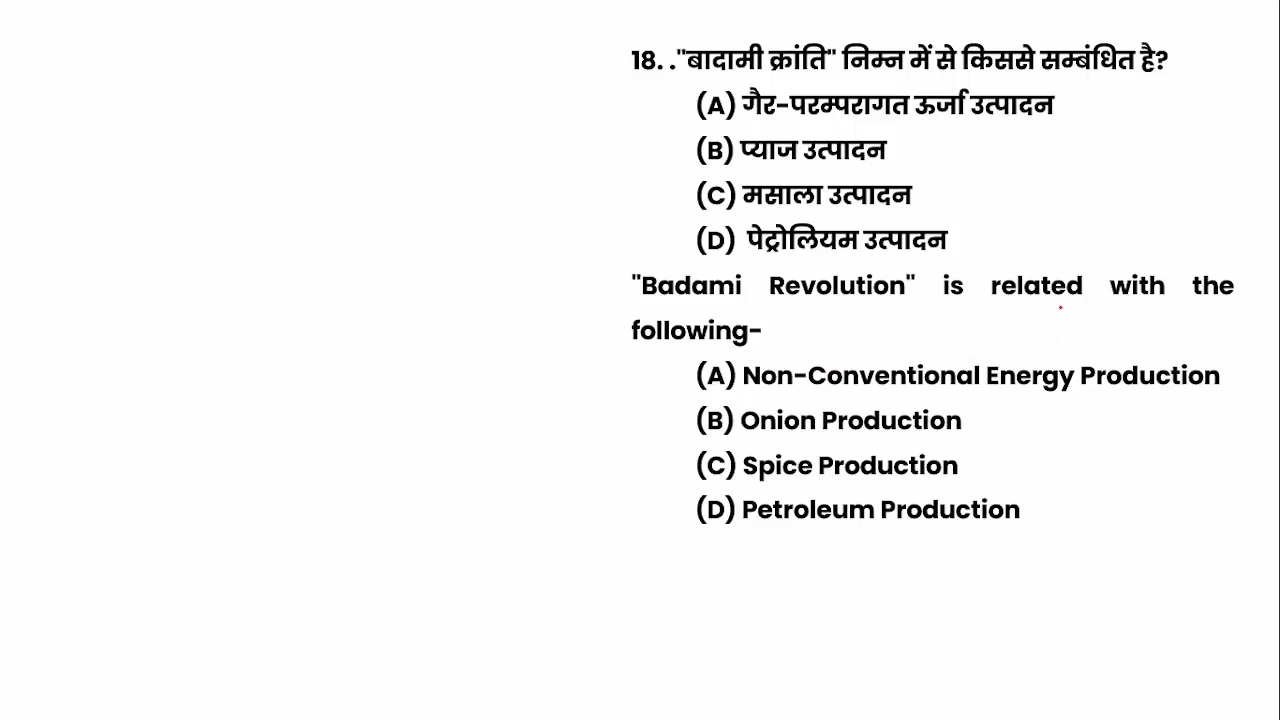 18. ."बादामी क्रांति" निम्न में से किससे सम्बंधित है?
(A) गैर-परम्परागत ऊर्जा उत्पादन
(B) प्याज उत्पादन
(C) मसाला उत्पादन
(D) पेट्रोलियम उत्पादन
"Badami Revolution" is related with the
following-
(A) Non-Conventional Energy Production
(B) Onion Production
(C) Spice Production
(D) Petroleum Production